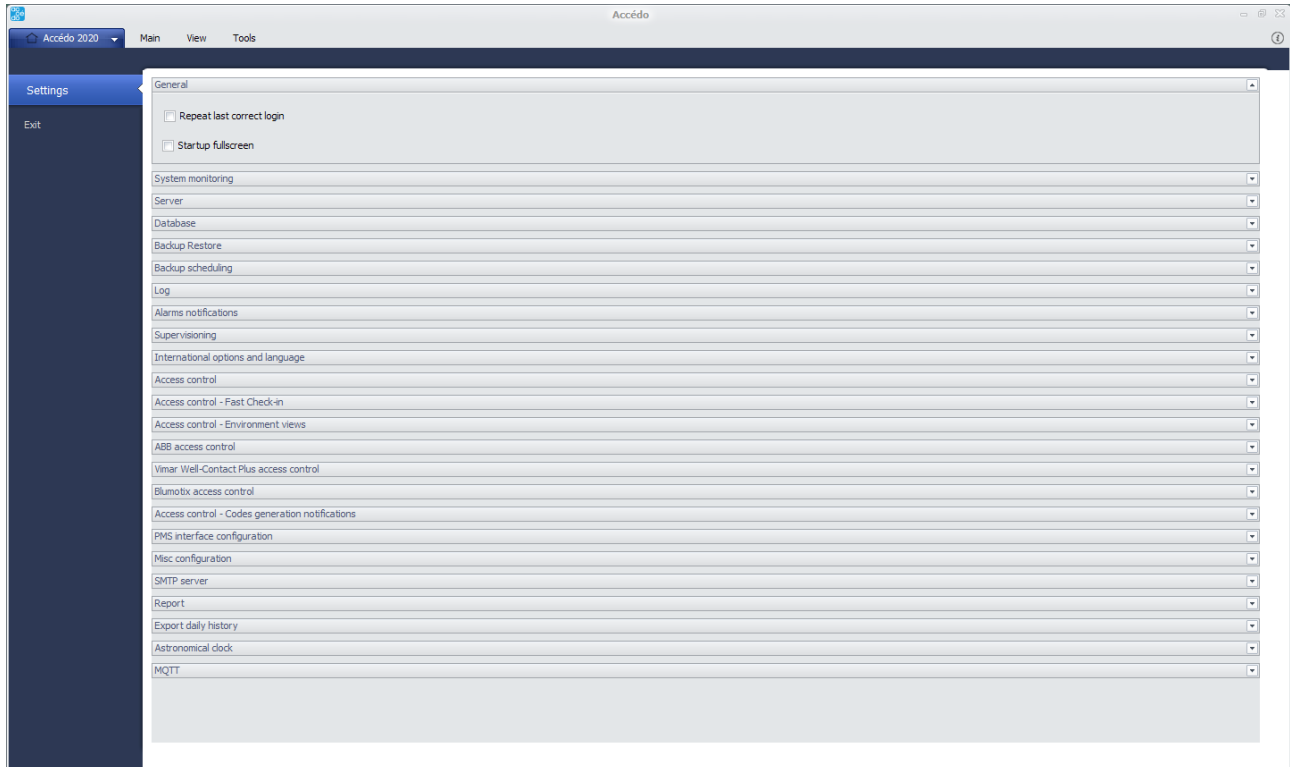 Accédo
Accédo 2020 Main View Tools
Settings
Exit
General
Repeat last correct login
Startup fullscreen
System monitoring
Server
Database
Backup Restore
Backup scheduling
Log
Alarms notifications
Supervisioning
International options and language
Access control
Access control - Fast Check-in
Access control - Environment views
ABB access control
Vimar Well-Contact Plus access control
Blumotix access control
Access control - Codes generation notifications
PMS interface configuration
Misc configuration
SMTP server
Report
Export daily history
Astronomical clock
MQTT